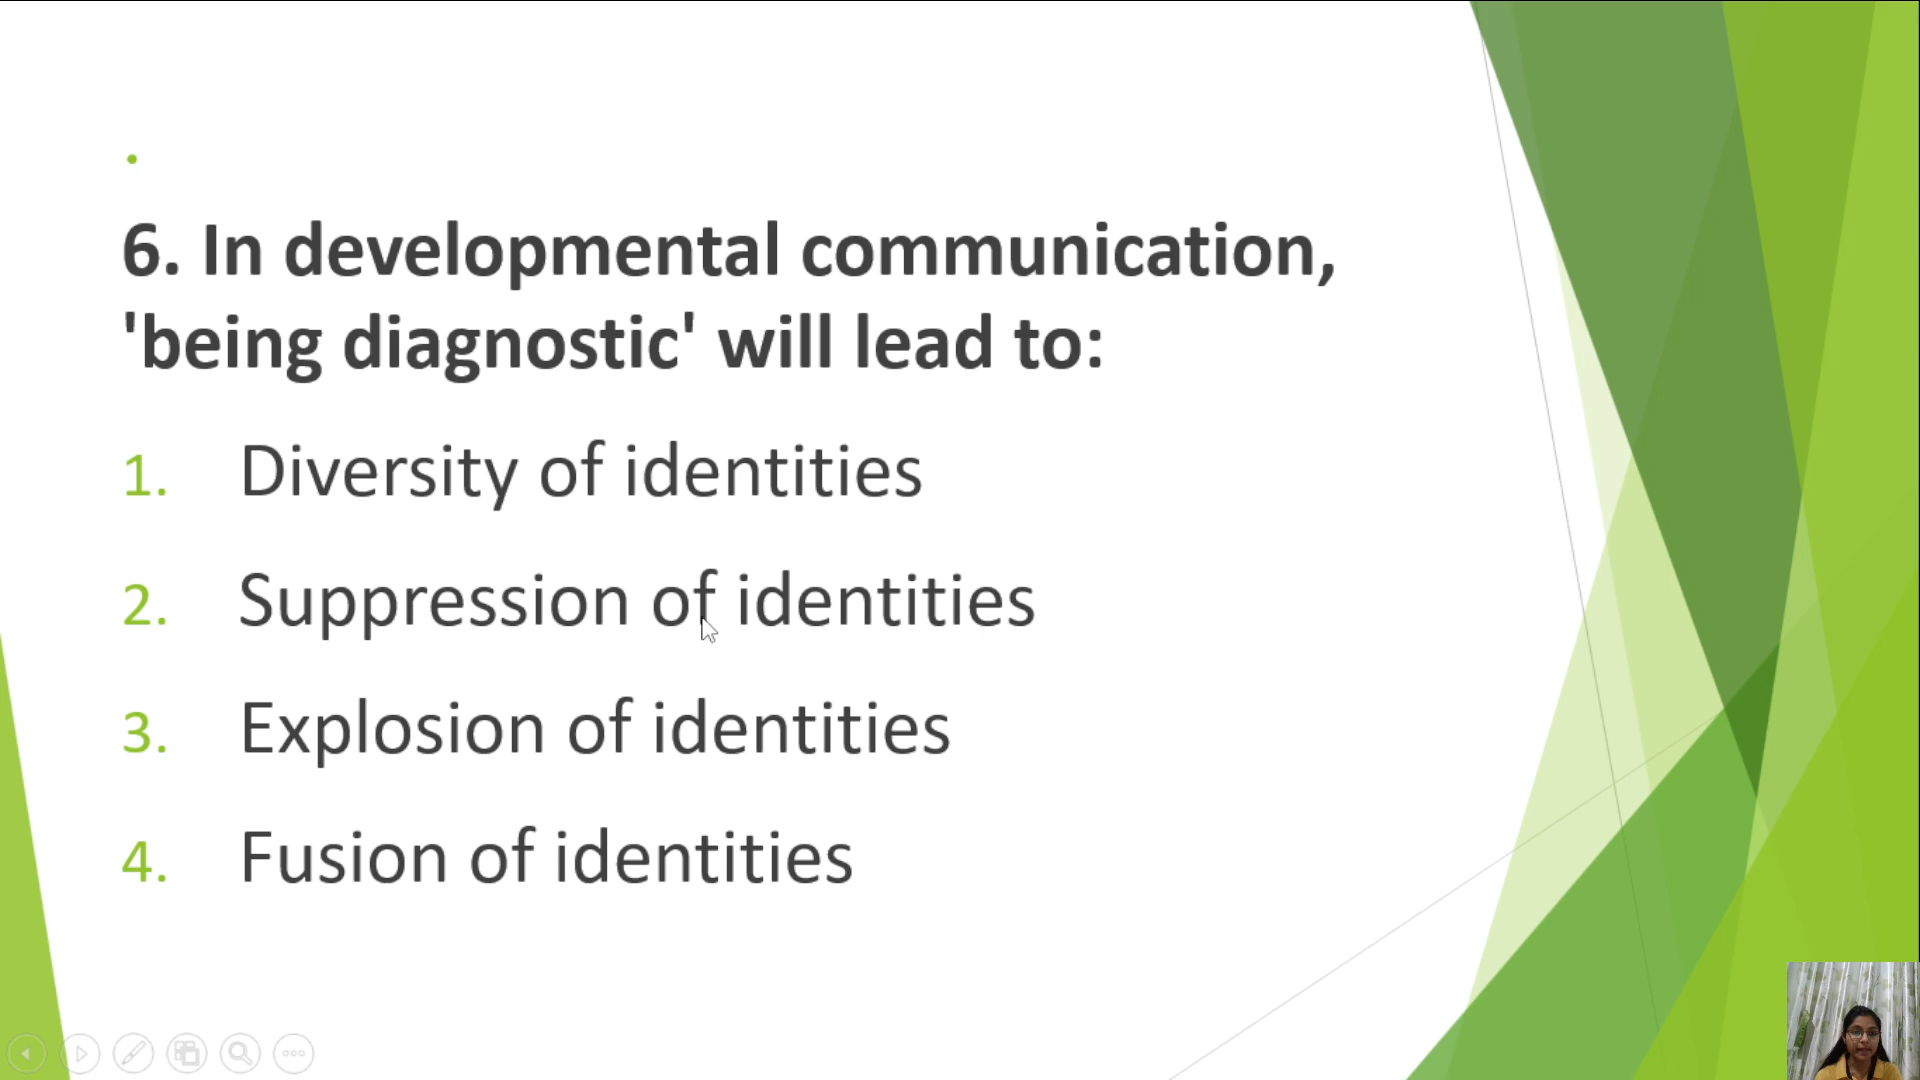 6. In developmental communication,
'being diagnostic' will lead to:
1. Diversity of identities
2. Suppression of identities
3. Explosion of identities
4. Fusion of identities